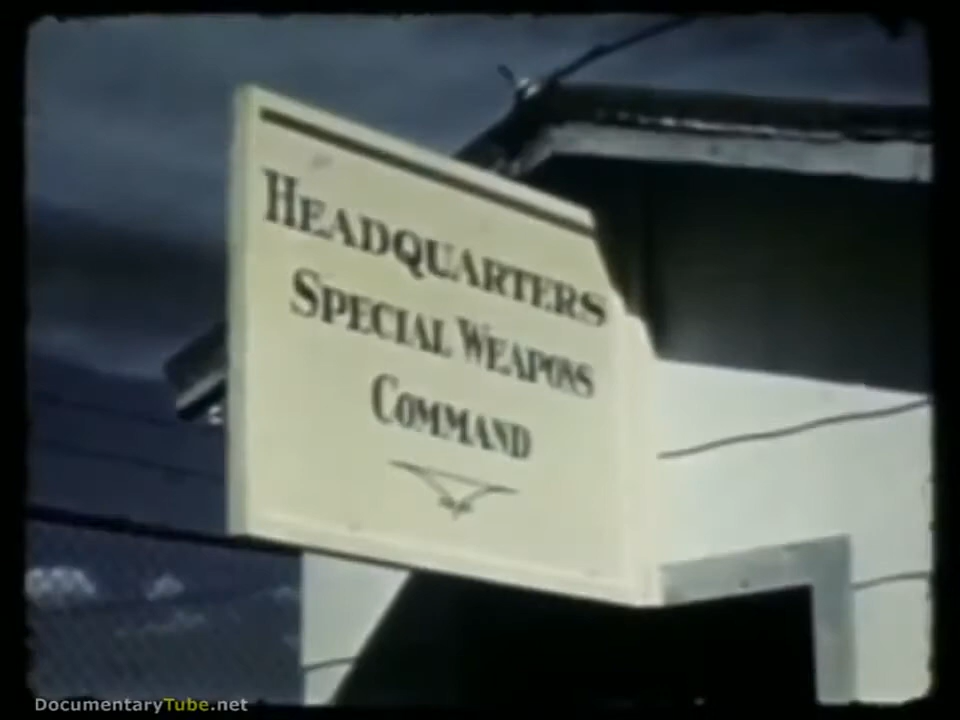 HEADQUARTERS
SPECIAL WEAPONS
COMMAND
DocumentaryTube.net